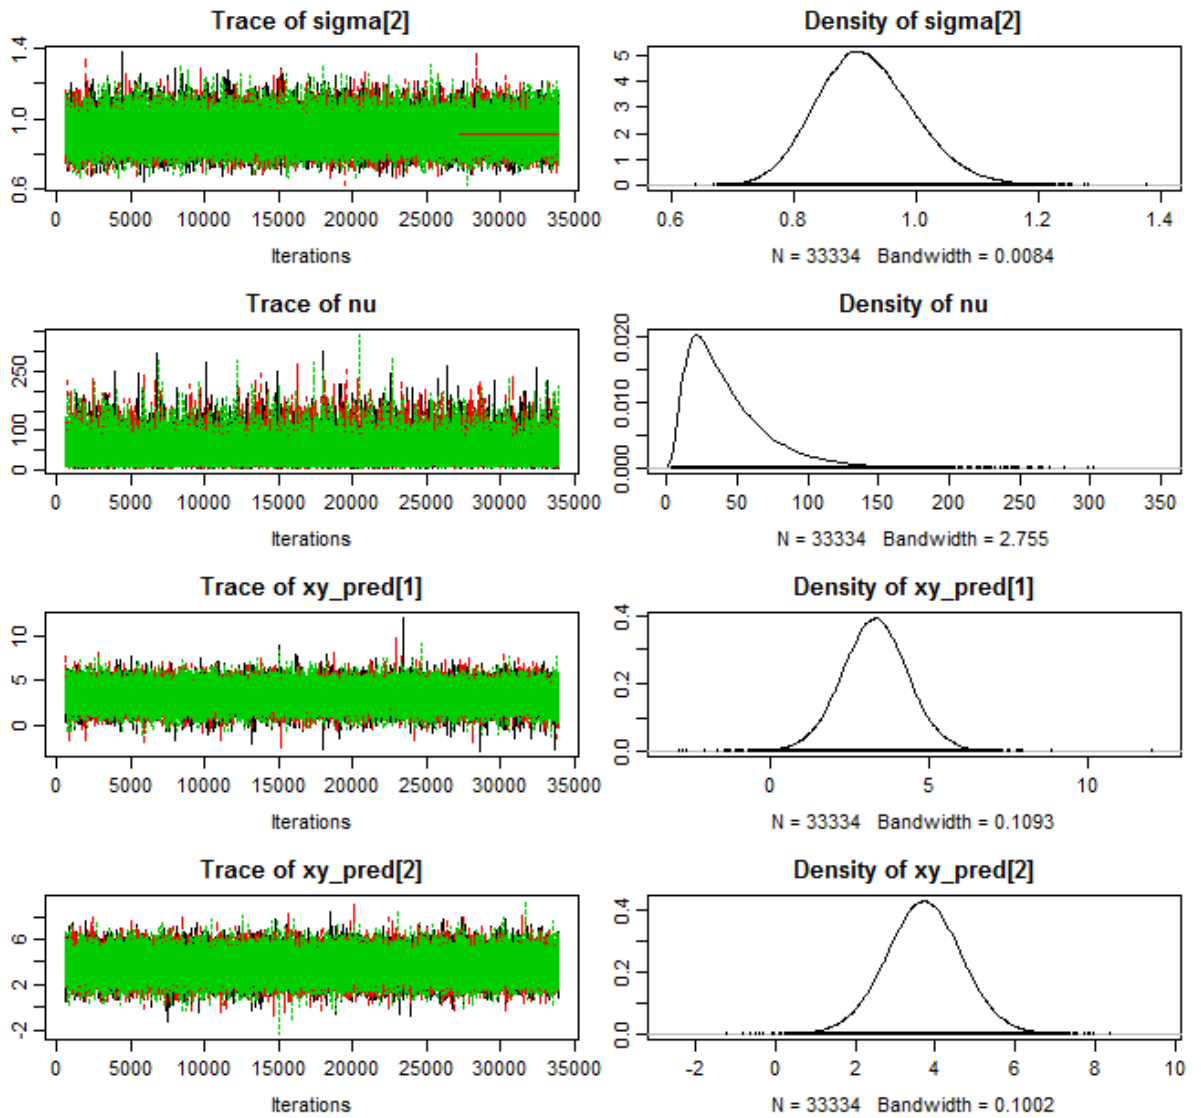 Trace of sigma[2]
0.6 1.0 1.4
0 5000 10000 15000 20000 25000 30000 35000
Iterations
Density of sigma[2]
0 1 2 3 4 5
0.6 0.8 1.0 1.2 1.4
N = 33334 Bandwidth = 0.0084
Trace of nu
0 100 250
0 5000 10000 15000 20000 25000 30000 35000
Iterations
Density of nu
0.000 0.010 0.020
0 50 100 150 200 250 300 350
N = 33334 Bandwidth = 2.755
Trace of xy_pred[1]
0 5 10
0 5000 10000 15000 20000 25000 30000 35000
Iterations
Density of xy_pred[1]
0.0 0.2 0.4
0 5 10
N = 33334 Bandwidth = 0.1093
Trace of xy_pred[2]
-2 2 6
0 5000 10000 15000 20000 25000 30000 35000
Iterations
Density of xy_pred[2]
0.0 0.2 0.4
-2 0 2 4 6 8 10
N = 33334 Bandwidth = 0.1002